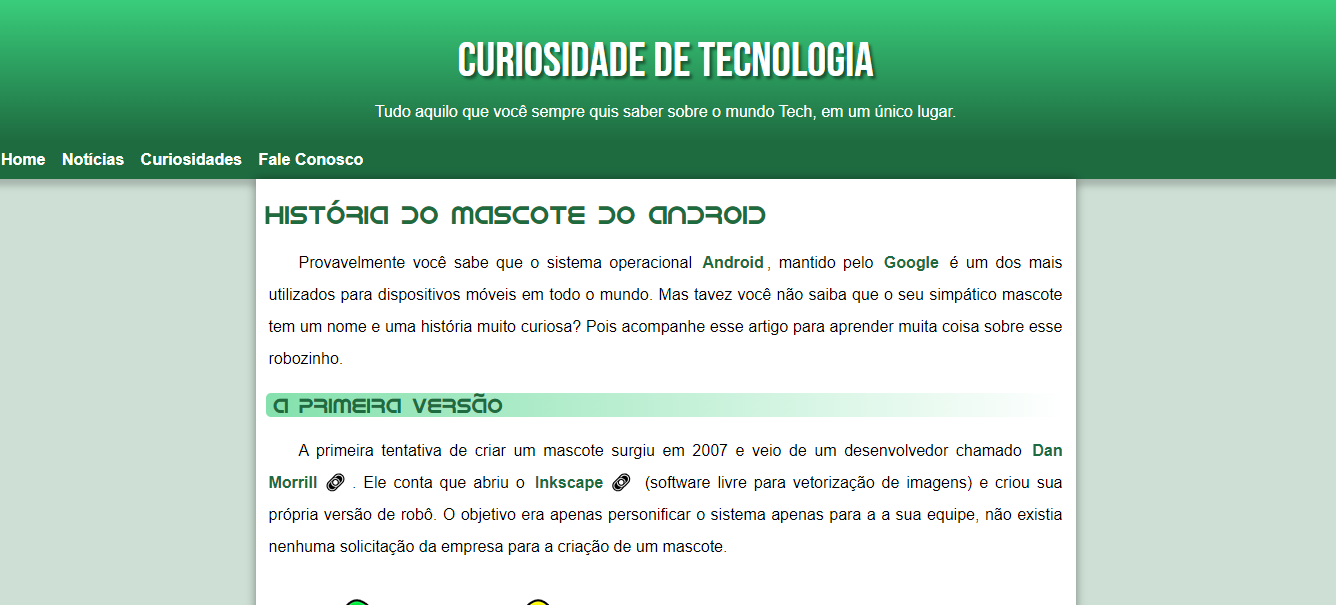 CURIOSIDADE DE TECNOLOGIA
Tudo aquilo que você sempre quis saber sobre o mundo Tech, em um único lugar.
Home Notícias Curiosidades Fale Conosco
HISTÓRIA DO MASCOTE DO ANDROID
Provavelmente você sabe que o sistema operacional Android, mantido pelo Google é um dos mais
utilizados para dispositivos móveis em todo o mundo. Mas tavez você não saiba que o seu simpático mascote
tem um nome e uma história muito curiosa? Pois acompanhe esse artigo para aprender muita coisa sobre esse
robozinho.
A PRIMEIRA VERSÃO
A primeira tentativa de criar um mascote surgiu em 2007 e veio de um desenvolvedor chamado Dan
Morrill . Ele conta que abriu o Inkscape (software livre para vetorização de imagens) e criou sua
própria versão de robô. O objetivo era apenas personificar o sistema apenas para a a sua equipe, não existia
nenhuma solicitação da empresa para a criação de um mascote.